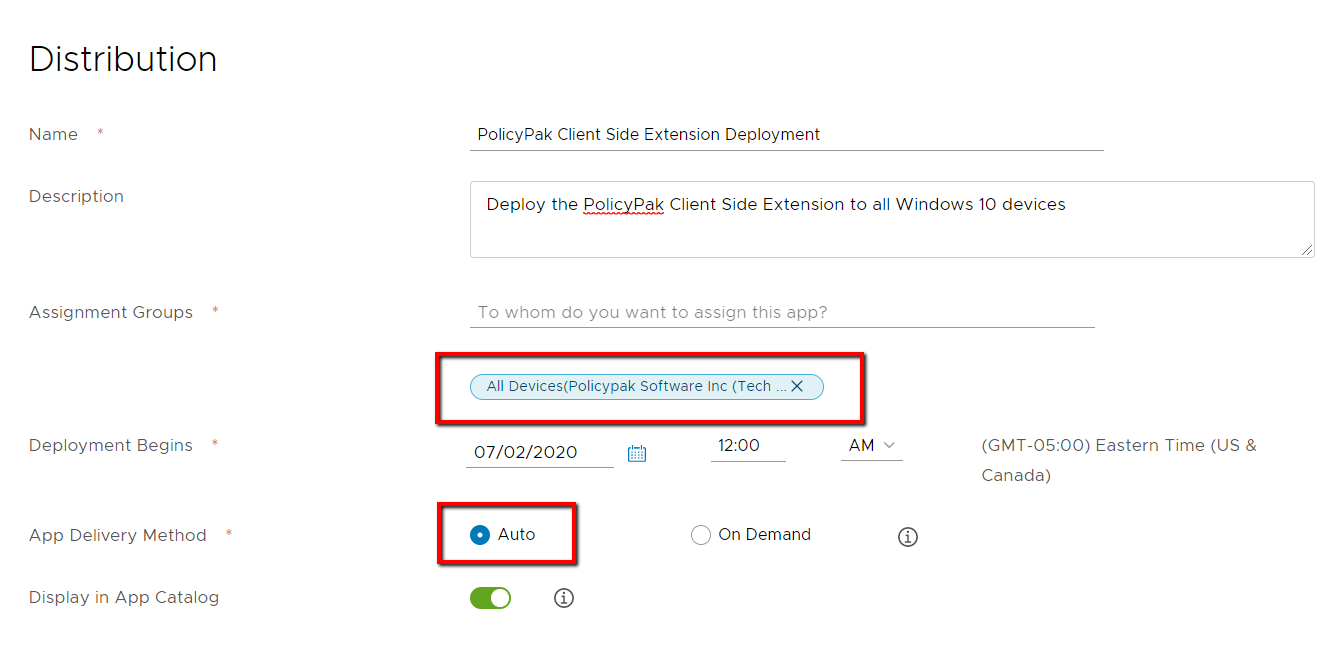 Distribution
Name *
PolicyPak Client Side Extension Deployment
Description
Deploy the PolicyPak Client Side Extension to all Windows 10 devices
Assignment Groups *
To whom do you want to assign this app?
All Devices(Policypak Software Inc (Tech ...
Deployment Begins *
07/02/2020
12:00
AM
(GMT-05:00) Eastern Time (US &
Canada)
App Delivery Method *
Auto
On Demand
Display in App Catalog